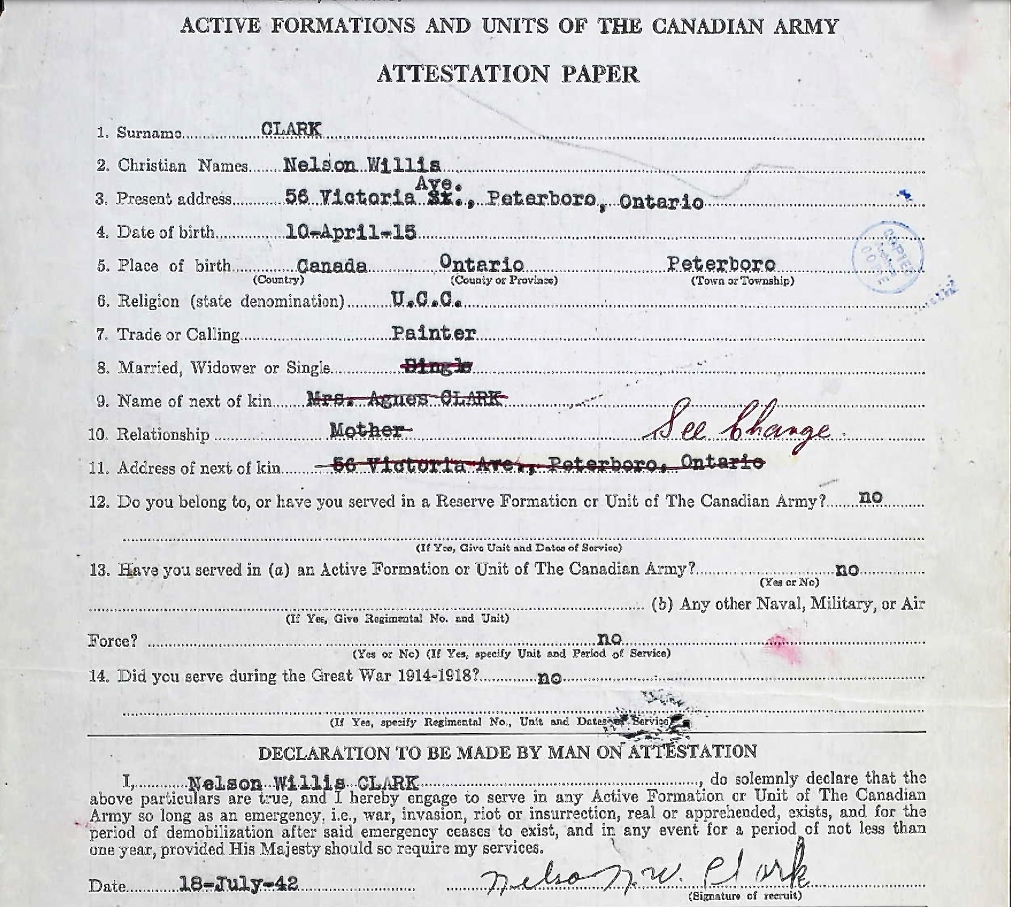 ACTIVE FORMATIONS AND UNITS OF THE CANADIAN ARMY
ATTESTATION PAPER
1. Surname CLARK
2. Christian Names Nelson Willis
Ave.
3. Present address 56 Victoria St., Peterboro, Ontario
4. Date of birth 10-April-15
5. Place of birth Canada Ontario Peterboro
(Country) (County or Province) (Town or Township)
6. Religion (state denomination) U.C.C.
7. Trade or Calling Painter
8. Married, Widower or Single Single
9. Name of next of kin Mrs. Agnes CLARK
10. Relationship Mother See Change.
11. Address of next of kin 56 Victoria Ave., Peterboro, Ontario
12. Do you belong to, or have you served in a Reserve Formation or Unit of The Canadian Army? no
(If Yes, Give Unit and Dates of Service)
13. Have you served in (a) an Active Formation or Unit of The Canadian Army? no
(Yes or No)
(b) Any other Naval, Military, or Air
(If Yes, Give Regimental No. and Unit)
Force? no
(Yes or No) (If Yes, specify Unit and Period of Service)
14. Did you serve during the Great War 1914-1918? no
(If Yes, specify Regimental No., Unit and Dates of Service)
DECLARATION TO BE MADE BY MAN ON ATTESTATION
I, Nelson Willis CLARK, do solemnly declare that the
above particulars are true, and I hereby engage to serve in any Active Formation or Unit of The Canadian
Army so long as an emergency, i.e., war, invasion, riot or insurrection, real or apprehended, exists, and for the
period of demobilization after said emergency ceases to exist, and in any event for a period of not less than
one year, provided His Majesty should so require my services.
Date 18-July-42 Nelson W. Clark
(Signature of recruit)